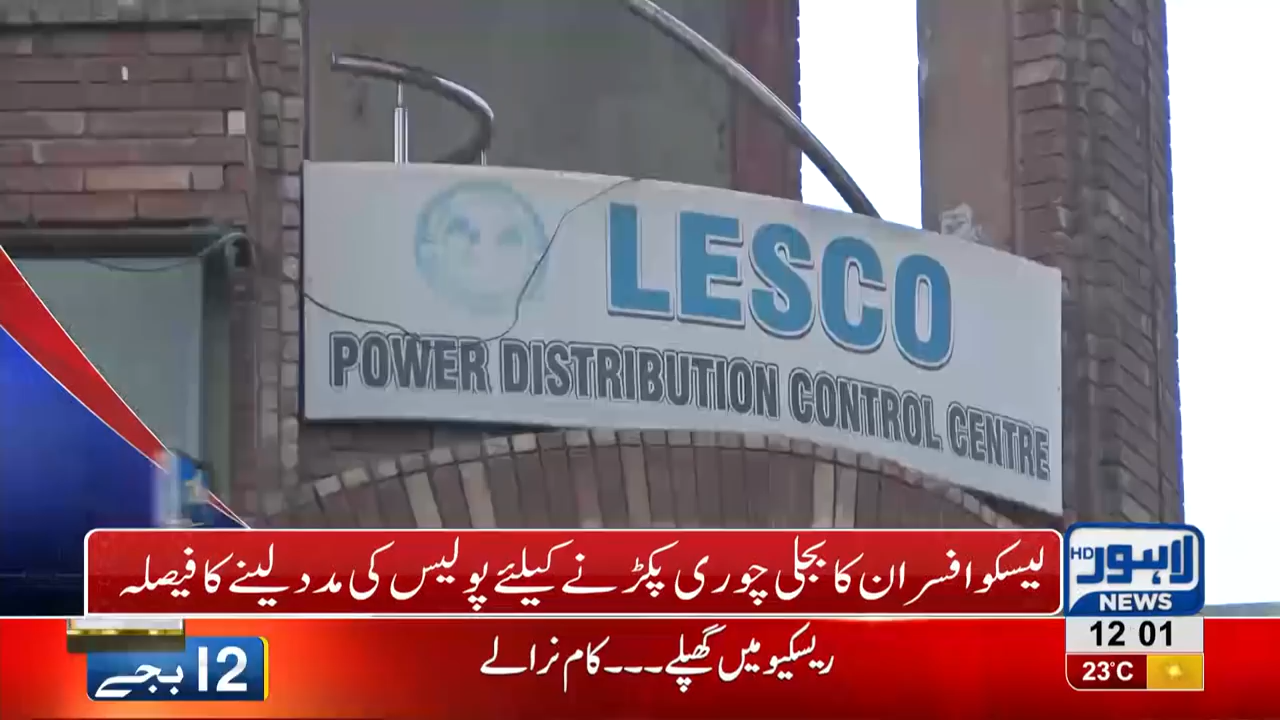 LESCO
POWER DISTRIBUTION CONTROL CENTRE
لیسکو افسران کا بجلی چوری پکڑنے کیلئے پولیس کی مدد لینے کا فیصلہ
HD
لاہور
NEWS
12 01
23°C
12 بجے
ریسکیو میں گھپلے ۔۔۔ کام نرالے